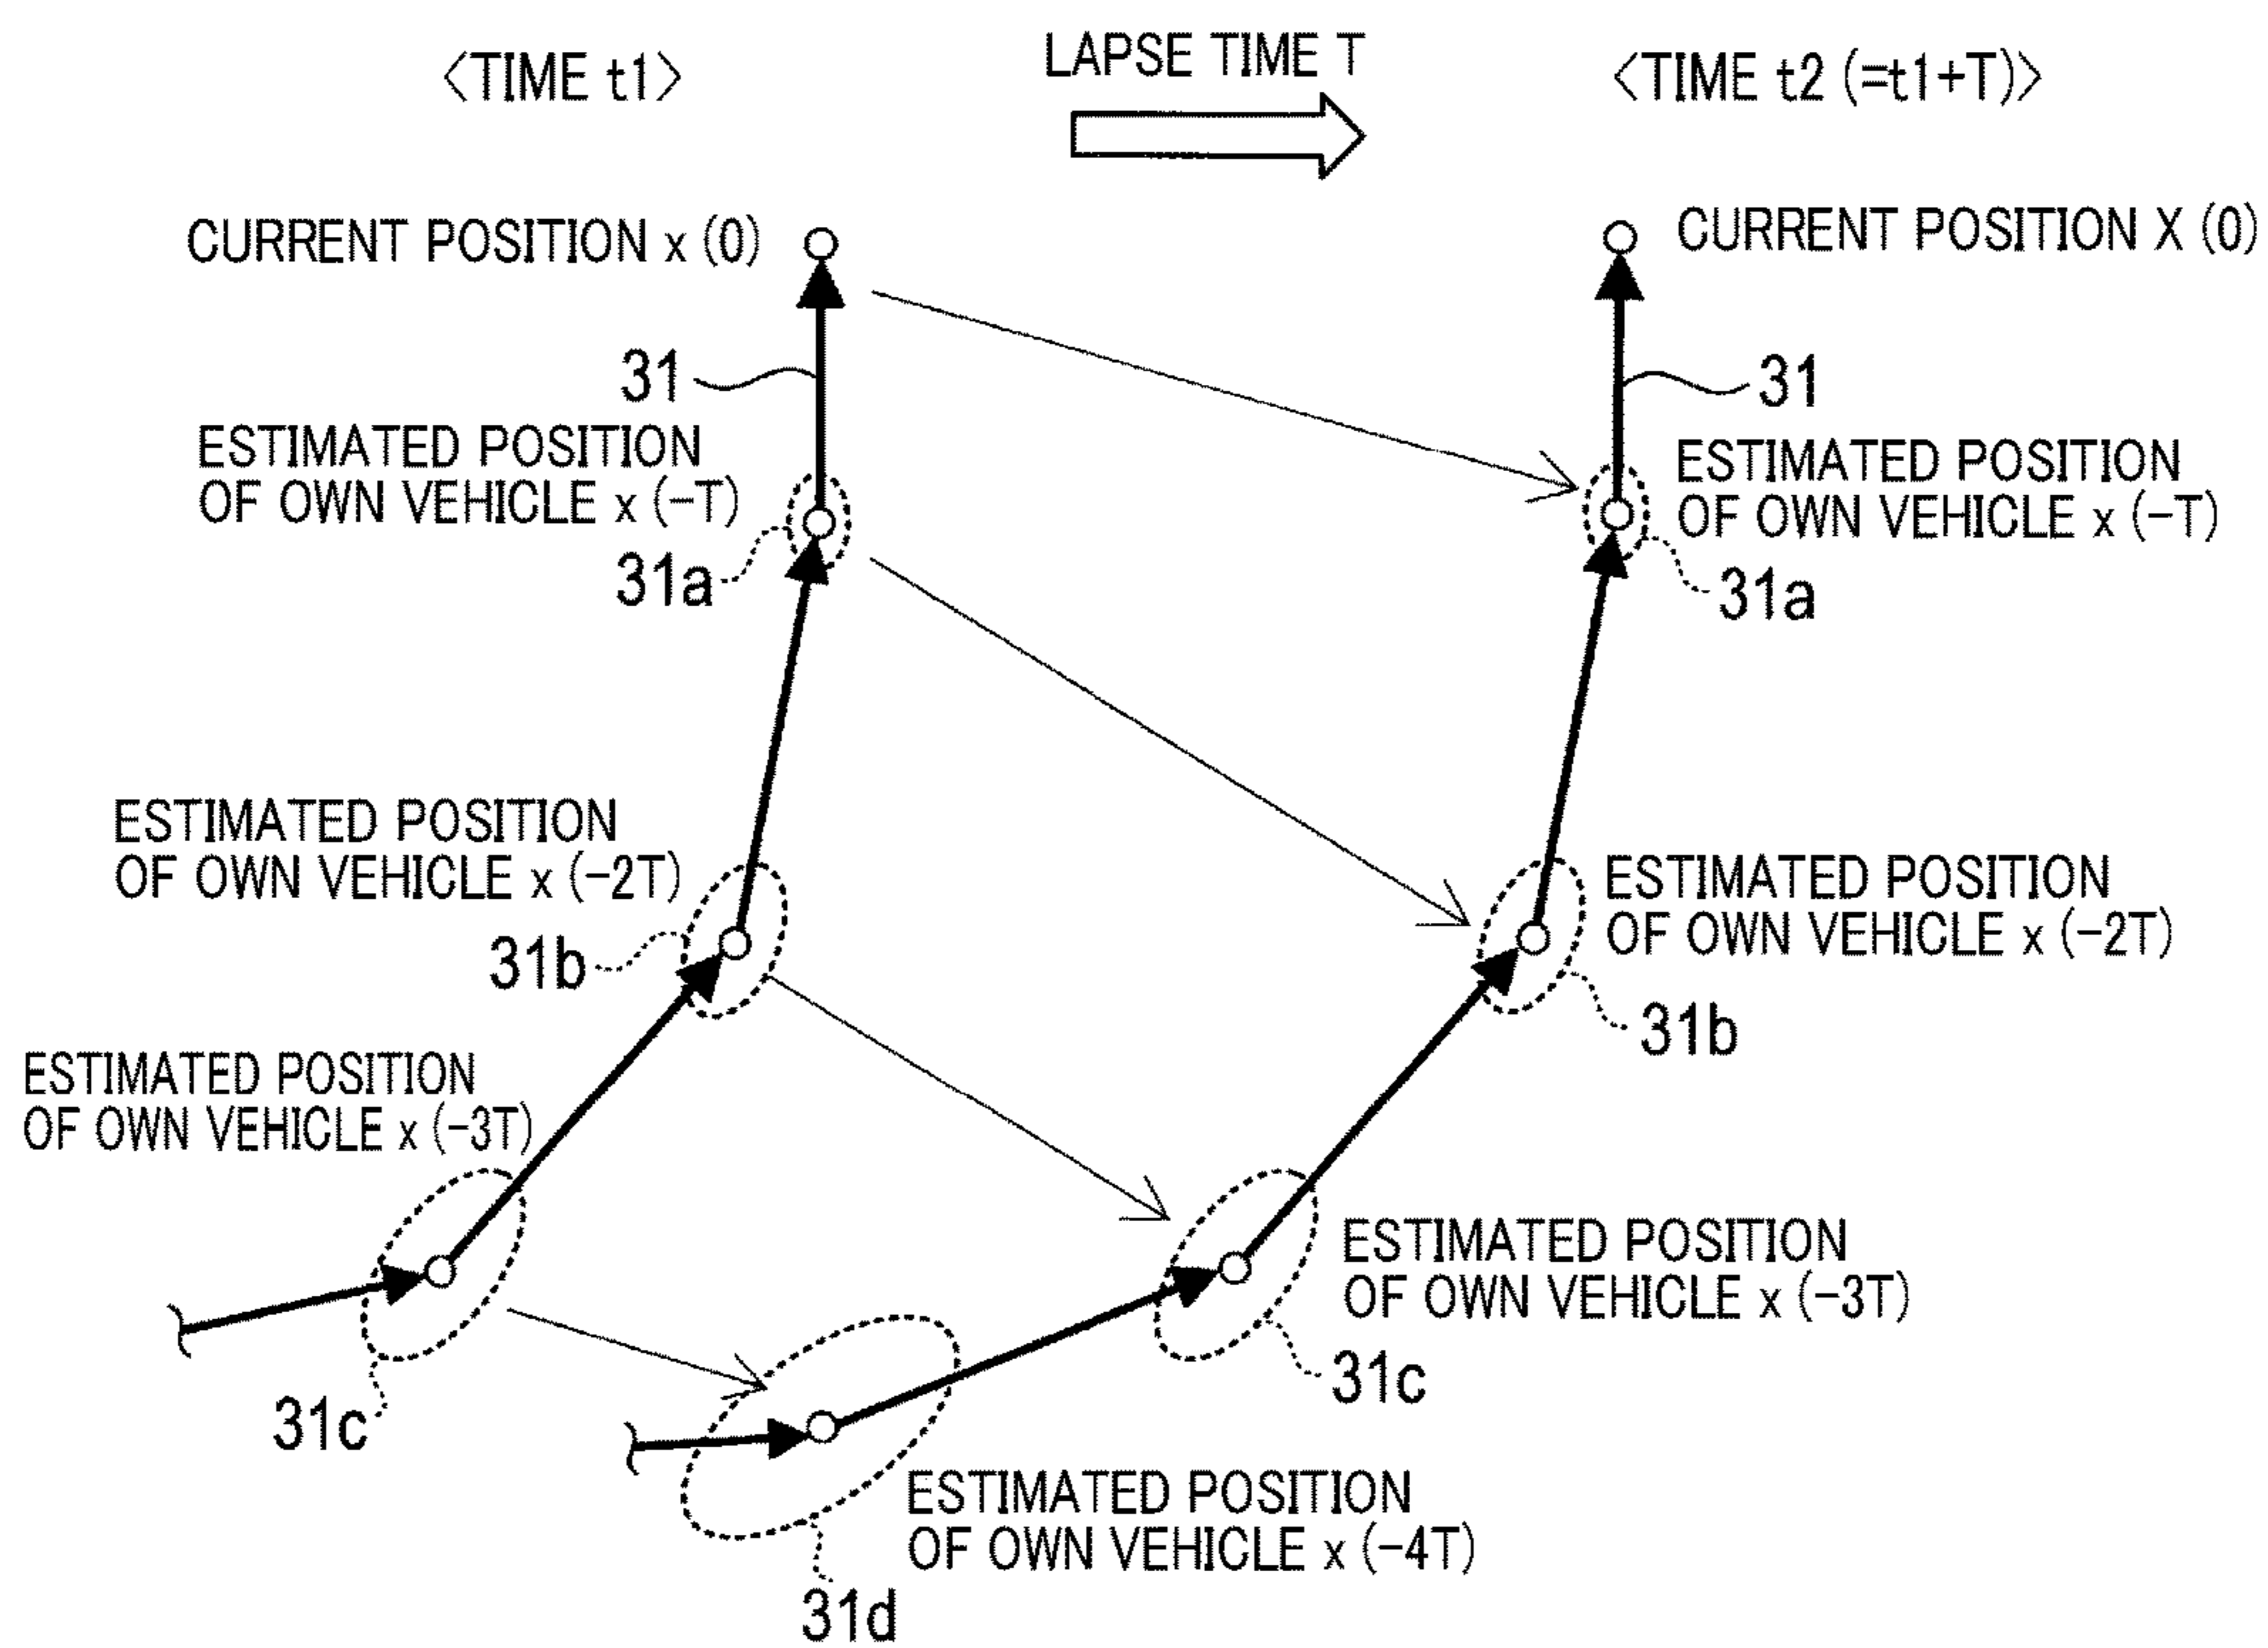 <TIME t1>
LAPSE TIME T
<TIME t2 (=t1+T)>
CURRENT POSITION x (0)
CURRENT POSITION X (0)
31
31
ESTIMATED POSITION
OF OWN VEHICLE x (-T)
31a
ESTIMATED POSITION
OF OWN VEHICLE x (-T)
31a
ESTIMATED POSITION
OF OWN VEHICLE x (-2T)
31b
ESTIMATED POSITION
OF OWN VEHICLE x (-2T)
31b
ESTIMATED POSITION
OF OWN VEHICLE x (-3T)
31c
ESTIMATED POSITION
OF OWN VEHICLE x (-3T)
31c
ESTIMATED POSITION
OF OWN VEHICLE x (-4T)
31d